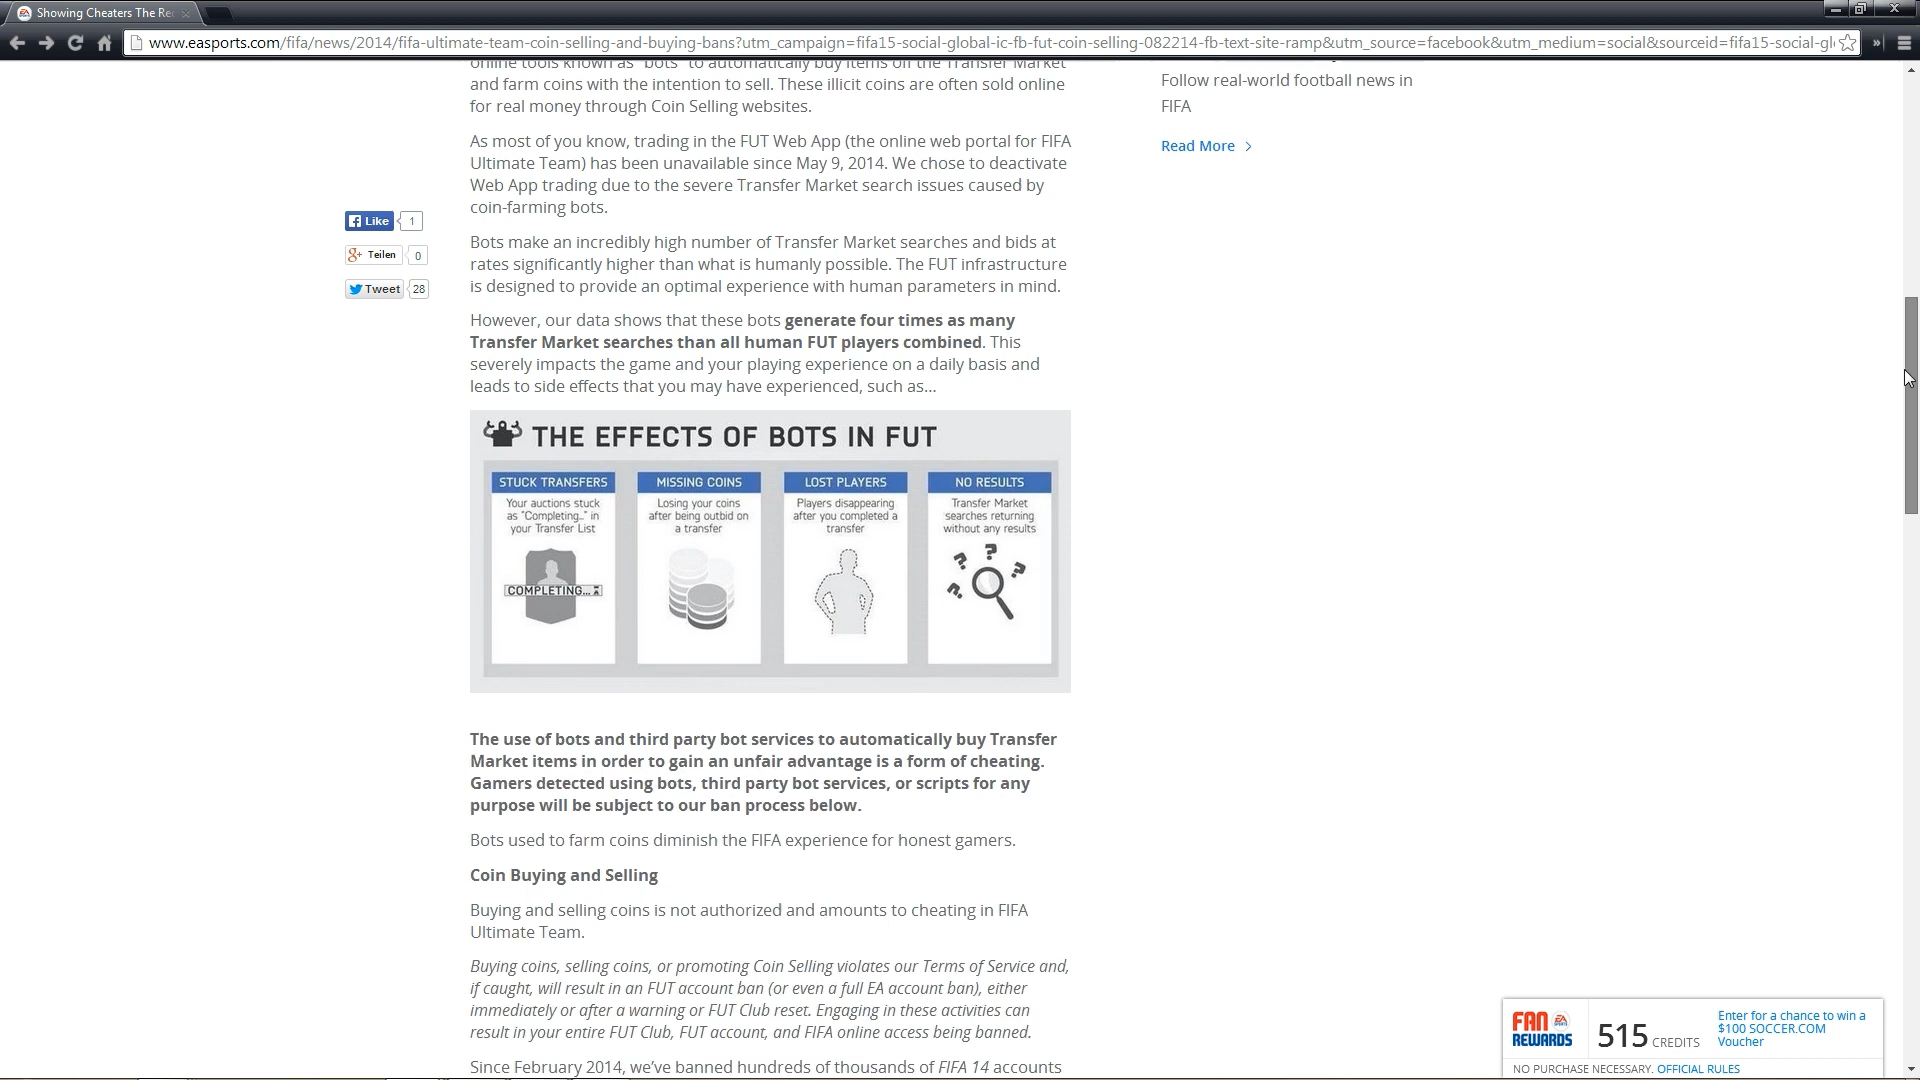 Showing Cheaters The Re
www.easports.com/fifa/news/2014/fifa-ultimate-team-coin-selling-and-buying-bans?utm_campaign=fifa15-social-global-ic-fb-fut-coin-selling-082214-fb-text-site-ramp&utm_source=facebook&utm_medium=social&sourceid=fifa15-social-gl
online tools known as "bots" to automatically buy items off the Transfer Market
and farm coins with the intention to sell. These illicit coins are often sold online
for real money through Coin Selling websites.
As most of you know, trading in the FUT Web App (the online web portal for FIFA
Ultimate Team) has been unavailable since May 9, 2014. We chose to deactivate
Web App trading due to the severe Transfer Market search issues caused by
coin-farming bots.
Bots make an incredibly high number of Transfer Market searches and bids at
rates significantly higher than what is humanly possible. The FUT infrastructure
is designed to provide an optimal experience with human parameters in mind.
However, our data shows that these bots generate four times as many
Transfer Market searches than all human FUT players combined. This
severely impacts the game and your playing experience on a daily basis and
leads to side effects that you may have experienced, such as...
Like 1
g+ Teilen 0
Tweet 28
THE EFFECTS OF BOTS IN FUT
STUCK TRANSFERS
Your auctions stuck
as "Completing..." in
your Transfer List
COMPLETING...
MISSING COINS
Losing your coins
after being outbid on
a transfer
LOST PLAYERS
Players disappearing
after you completed a
transfer
NO RESULTS
Transfer Market
searches returning
without any results
? ? ? ?
The use of bots and third party bot services to automatically buy Transfer
Market items in order to gain an unfair advantage is a form of cheating.
Gamers detected using bots, third party bot services, or scripts for any
purpose will be subject to our ban process below.
Bots used to farm coins diminish the FIFA experience for honest gamers.
Coin Buying and Selling
Buying and selling coins is not authorized and amounts to cheating in FIFA
Ultimate Team.
Buying coins, selling coins, or promoting Coin Selling violates our Terms of Service and,
if caught, will result in an FUT account ban (or even a full EA account ban), either
immediately or after a warning or FUT Club reset. Engaging in these activities can
result in your entire FUT Club, FUT account, and FIFA online access being banned.
Since February 2014, we've banned hundreds of thousands of FIFA 14 accounts
Follow real-world football news in
FIFA
Read More >
FAN REWARDS
515 CREDITS
Enter for a chance to win a
$100 SOCCER.COM
Voucher
NO PURCHASE NECESSARY. OFFICIAL RULES